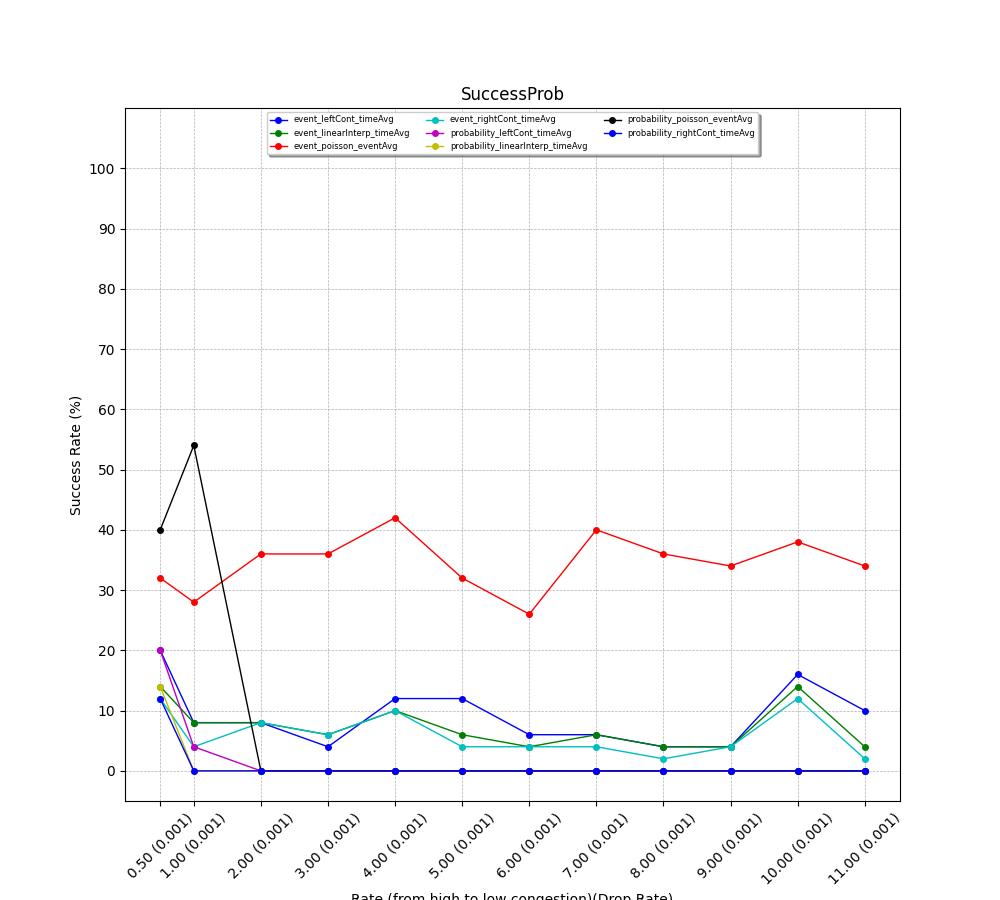 SuccessProb
event_leftCont_timeAvg
event_linearInterp_timeAvg
event_poisson_eventAvg
event_rightCont_timeAvg
probability_leftCont_timeAvg
probability_linearInterp_timeAvg
probability_poisson_eventAvg
probability_rightCont_timeAvg
Success Rate (%)
100
90
80
70
60
50
40
30
20
10
0
0.50 (0.001)
1.00 (0.001)
2.00 (0.001)
3.00 (0.001)
4.00 (0.001)
5.00 (0.001)
6.00 (0.001)
7.00 (0.001)
8.00 (0.001)
9.00 (0.001)
10.00 (0.001)
11.00 (0.001)
Rate (from high to low congestion)(Drop Rate)